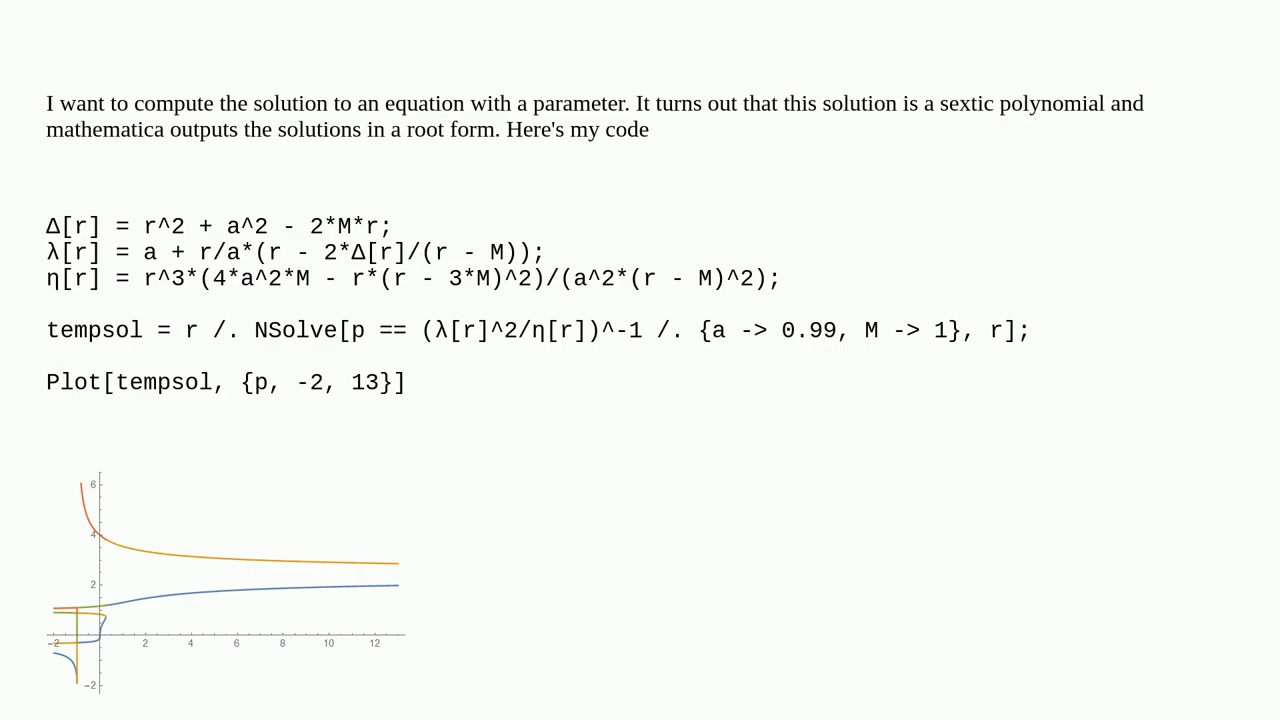 I want to compute the solution to an equation with a parameter. It turns out that this solution is a sextic polynomial and
mathematica outputs the solutions in a root form. Here's my code
Δ[r] = r^2 + a^2 - 2*M*r;
λ[r] = a + r/a*(r - 2*Δ[r]/(r - M));
η[r] = r^3*(4*a^2*M - r*(r - 3*M)^2)/(a^2*(r - M)^2);
tempsol = r /. NSolve[p == (λ[r]^2/η[r])^-1 /. {a -> 0.99, M -> 1}, r];
Plot[tempsol, {p, -2, 13}]
6
4
2
-2 2 4 6 8 10 12
-2